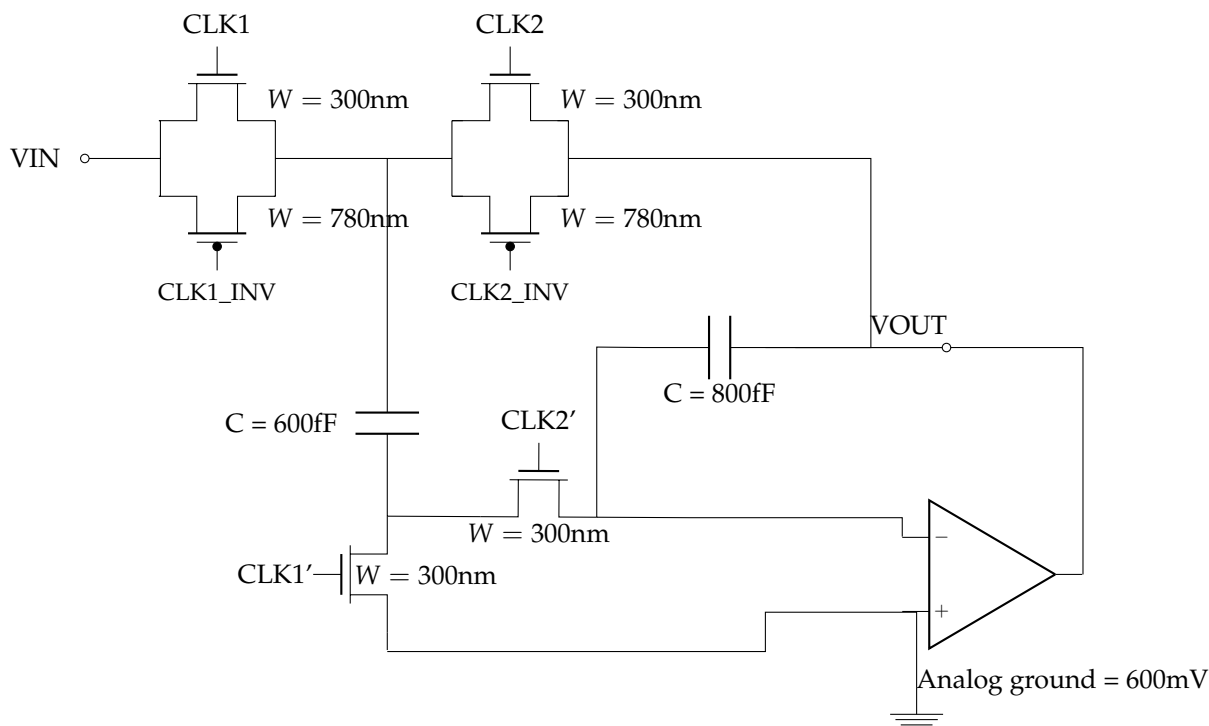 CLK1
CLK2
W = 300nm
W = 300nm
VIN
W = 780nm
W = 780nm
CLK1_INV
CLK2_INV
VOUT
C = 800fF
C = 600fF
CLK2'
W = 300nm
−
CLK1'
W = 300nm
+
Analog ground = 600mV